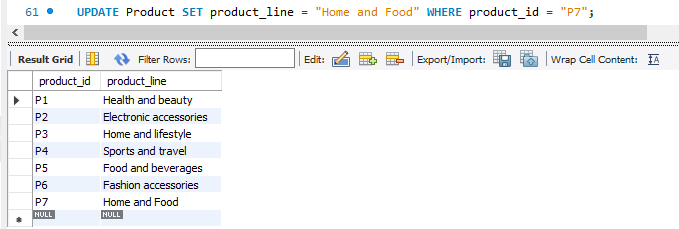 61 UPDATE Product SET product_line = "Home and Food" WHERE product_id = "P7";
Result Grid Filter Rows: Edit: Export/Import: Wrap Cell Content: IA
product_id product_line
P1 Health and beauty
P2 Electronic accessories
P3 Home and lifestyle
P4 Sports and travel
P5 Food and beverages
P6 Fashion accessories
P7 Home and Food
NULL NULL